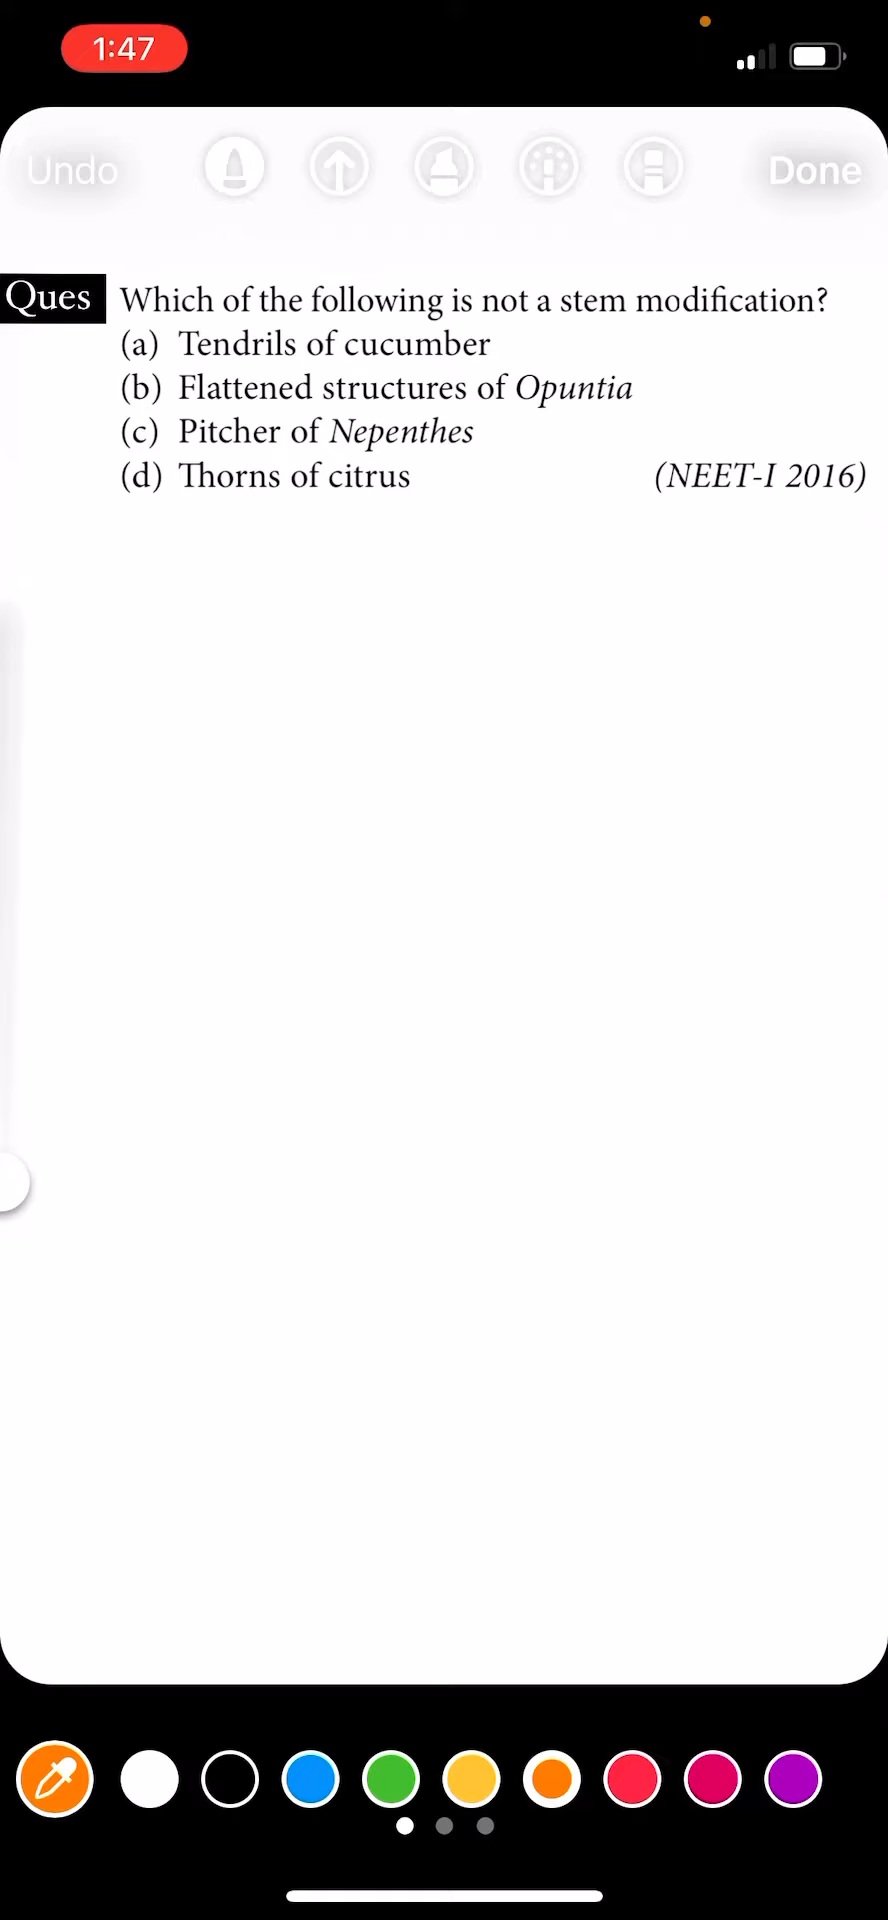 1:47
Undo
Done
Ques Which of the following is not a stem modification?
(a) Tendrils of cucumber
(b) Flattened structures of Opuntia
(c) Pitcher of Nepenthes
(d) Thorns of citrus (NEET-I 2016)